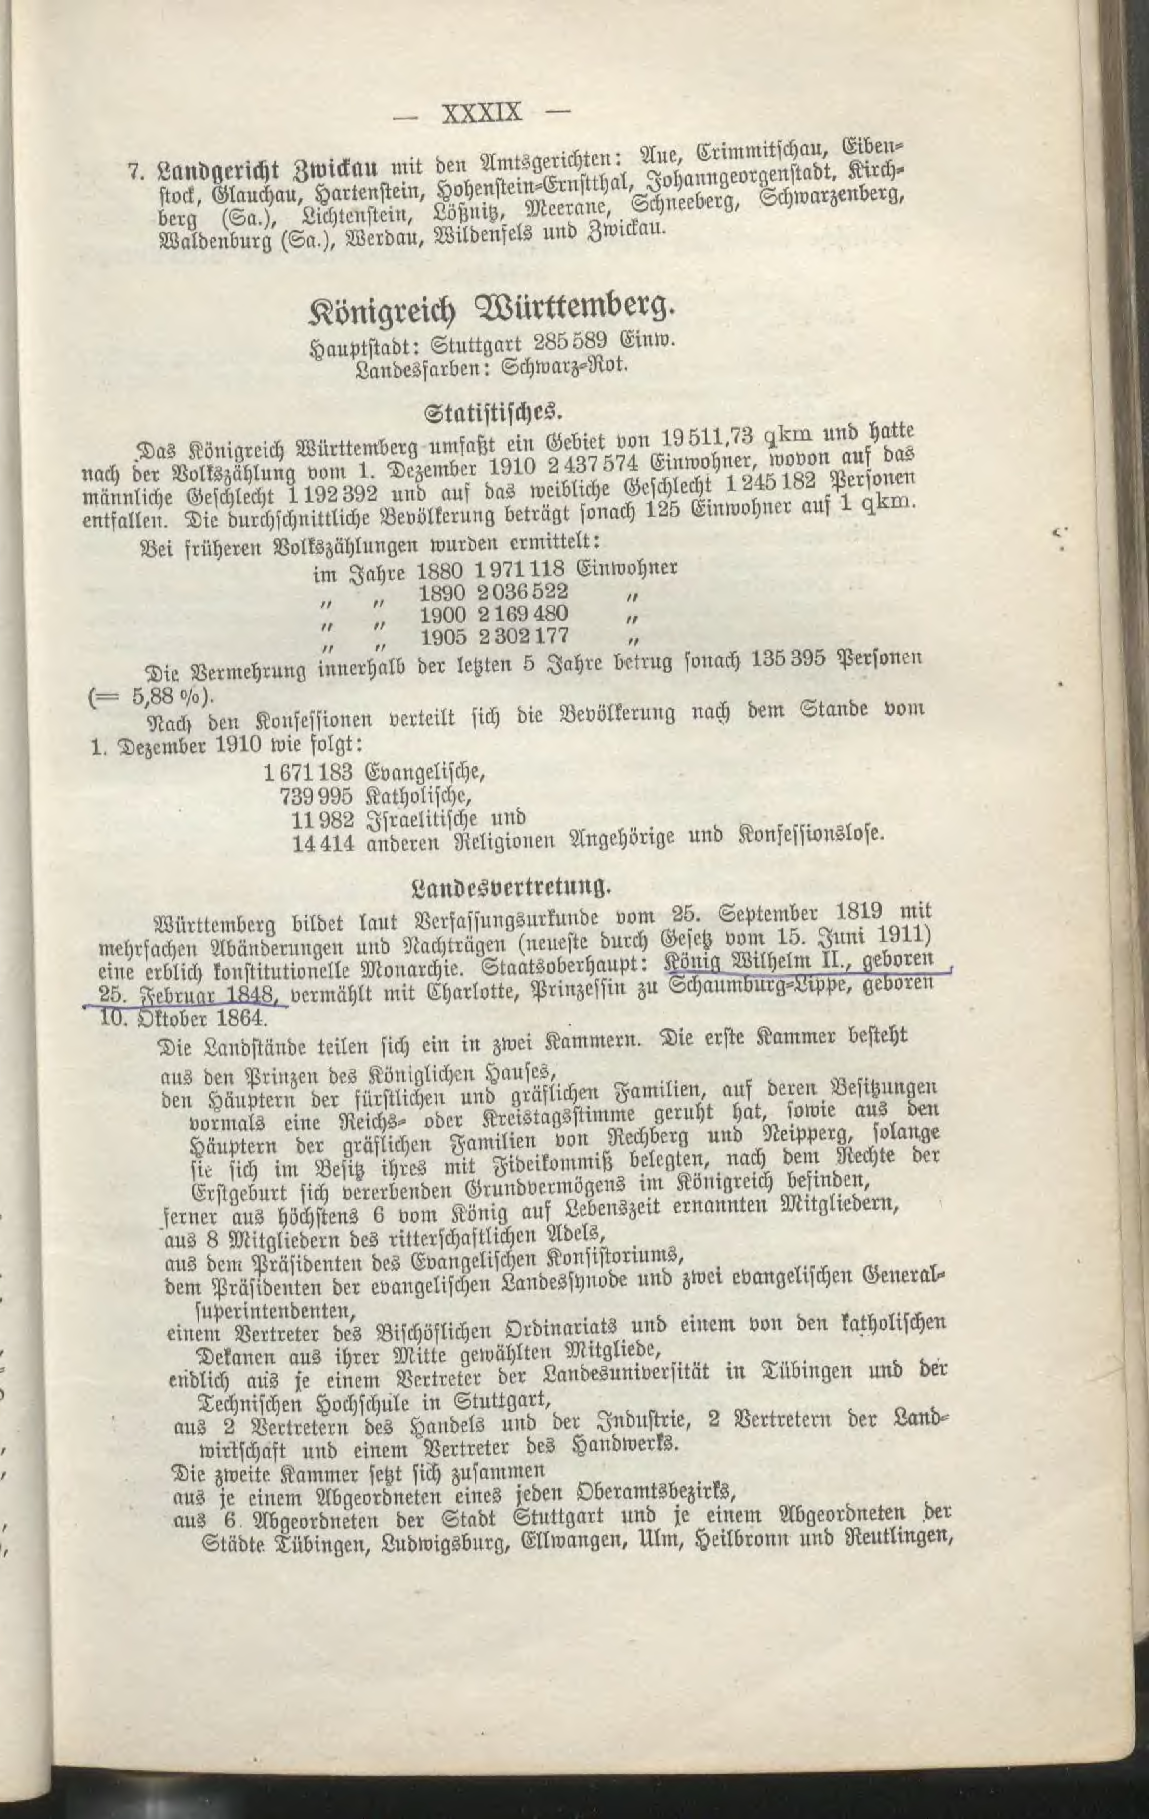 — XXXIX —
7. Landgericht Zwickau mit den Amtsgerichten: Aue, Crimmitschau, Eiben-
stock, Glauchau, Hartenstein, Hohenstein-Ernstthal, Johanngeorgenstadt, Kirch-
berg (Sa.), Lichtenstein, Lößnitz, Meerane, Schneeberg, Schwarzenberg,
Waldenburg (Sa.), Werdau, Wildenfels und Zwickau.
Königreich Württemberg.
Hauptstadt: Stuttgart 285 589 Einw.
Landesfarben: Schwarz-Rot.
Statistisches.
Das Königreich Württemberg umfaßt ein Gebiet von 19 511,73 qkm und hatte
nach der Volkszählung vom 1. Dezember 1910 2 437 574 Einwohner, wovon auf das
männliche Geschlecht 1 192 392 und auf das weibliche Geschlecht 1 245 182 Personen
entfallen. Die durchschnittliche Bevölkerung beträgt sonach 125 Einwohner auf 1 qkm.
Bei früheren Volkszählungen wurden ermittelt:
im Jahre 1880 1 971 118 Einwohner
„ „ 1890 2 036 522 „
„ „ 1900 2 169 480 „
„ „ 1905 2 302 177 „
Die Vermehrung innerhalb der letzten 5 Jahre betrug sonach 135 395 Personen
(= 5,88 %).
Nach den Konfessionen verteilt sich die Bevölkerung nach dem Stande vom
1. Dezember 1910 wie folgt:
1 671 183 Evangelische,
739 995 Katholische,
11 982 Israelitische und
14 414 anderen Religionen Angehörige und Konfessionslose.
Landesvertretung.
Württemberg bildet laut Verfassungsurkunde vom 25. September 1819 mit
mehrfachen Abänderungen und Nachträgen (neueste durch Gesetz vom 15. Juni 1911)
eine erblich konstitutionelle Monarchie. Staatsoberhaupt: König Wilhelm II., geboren
25. Februar 1848, vermählt mit Charlotte, Prinzessin zu Schaumburg-Lippe, geboren
10. Oktober 1864.
Die Landstände teilen sich ein in zwei Kammern. Die erste Kammer besteht
aus den Prinzen des Königlichen Hauses,
den Häuptern der fürstlichen und gräflichen Familien, auf deren Besitzungen
vormals eine Reichs- oder Kreistagsstimme geruht hat, sowie aus den
Häuptern der gräflichen Familien von Rechberg und Neipperg, solange
sie sich im Besitz ihres mit Fideikommiß belegten, nach dem Rechte der
Erstgeburt sich vererbenden Grundvermögens im Königreich befinden,
ferner aus höchstens 6 vom König auf Lebenszeit ernannten Mitgliedern,
aus 8 Mitgliedern des ritterschaftlichen Adels,
aus dem Präsidenten des Evangelischen Konsistoriums,
dem Präsidenten der evangelischen Landessynode und zwei evangelischen General-
superintendenten,
einem Vertreter des Bischöflichen Ordinariats und einem von den katholischen
Dekanen aus ihrer Mitte gewählten Mitgliede,
endlich aus je einem Vertreter der Landesuniversität in Tübingen und der
Technischen Hochschule in Stuttgart,
aus 2 Vertretern des Handels und der Industrie, 2 Vertretern der Land-
wirtschaft und einem Vertreter des Handwerks.
Die zweite Kammer setzt sich zusammen
aus je einem Abgeordneten eines jeden Oberamtsbezirks,
aus 6 Abgeordneten der Stadt Stuttgart und je einem Abgeordneten der
Städte Tübingen, Ludwigsburg, Ellwangen, Ulm, Heilbronn und Reutlingen,